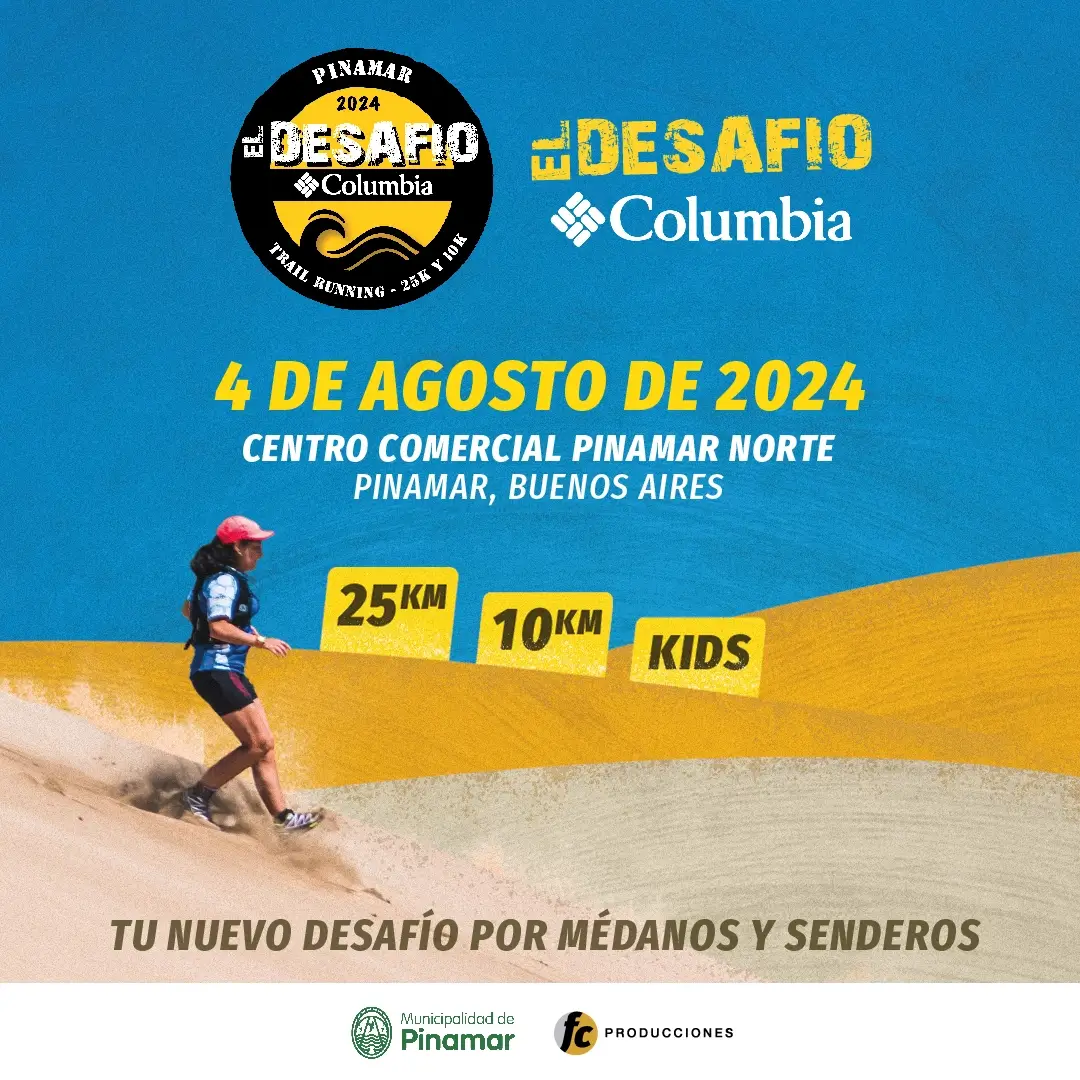 PINAMAR
2024
EL DESAFIO
Columbia
TRAIL RUNNING - 25K Y 10K
EL DESAFIO
Columbia
4 DE AGOSTO DE 2024
CENTRO COMERCIAL PINAMAR NORTE
PINAMAR, BUENOS AIRES
25KM
10KM
KIDS
TU NUEVO DESAFÍO POR MÉDANOS Y SENDEROS
Municipalidad de
Pinamar
fc PRODUCCIONES